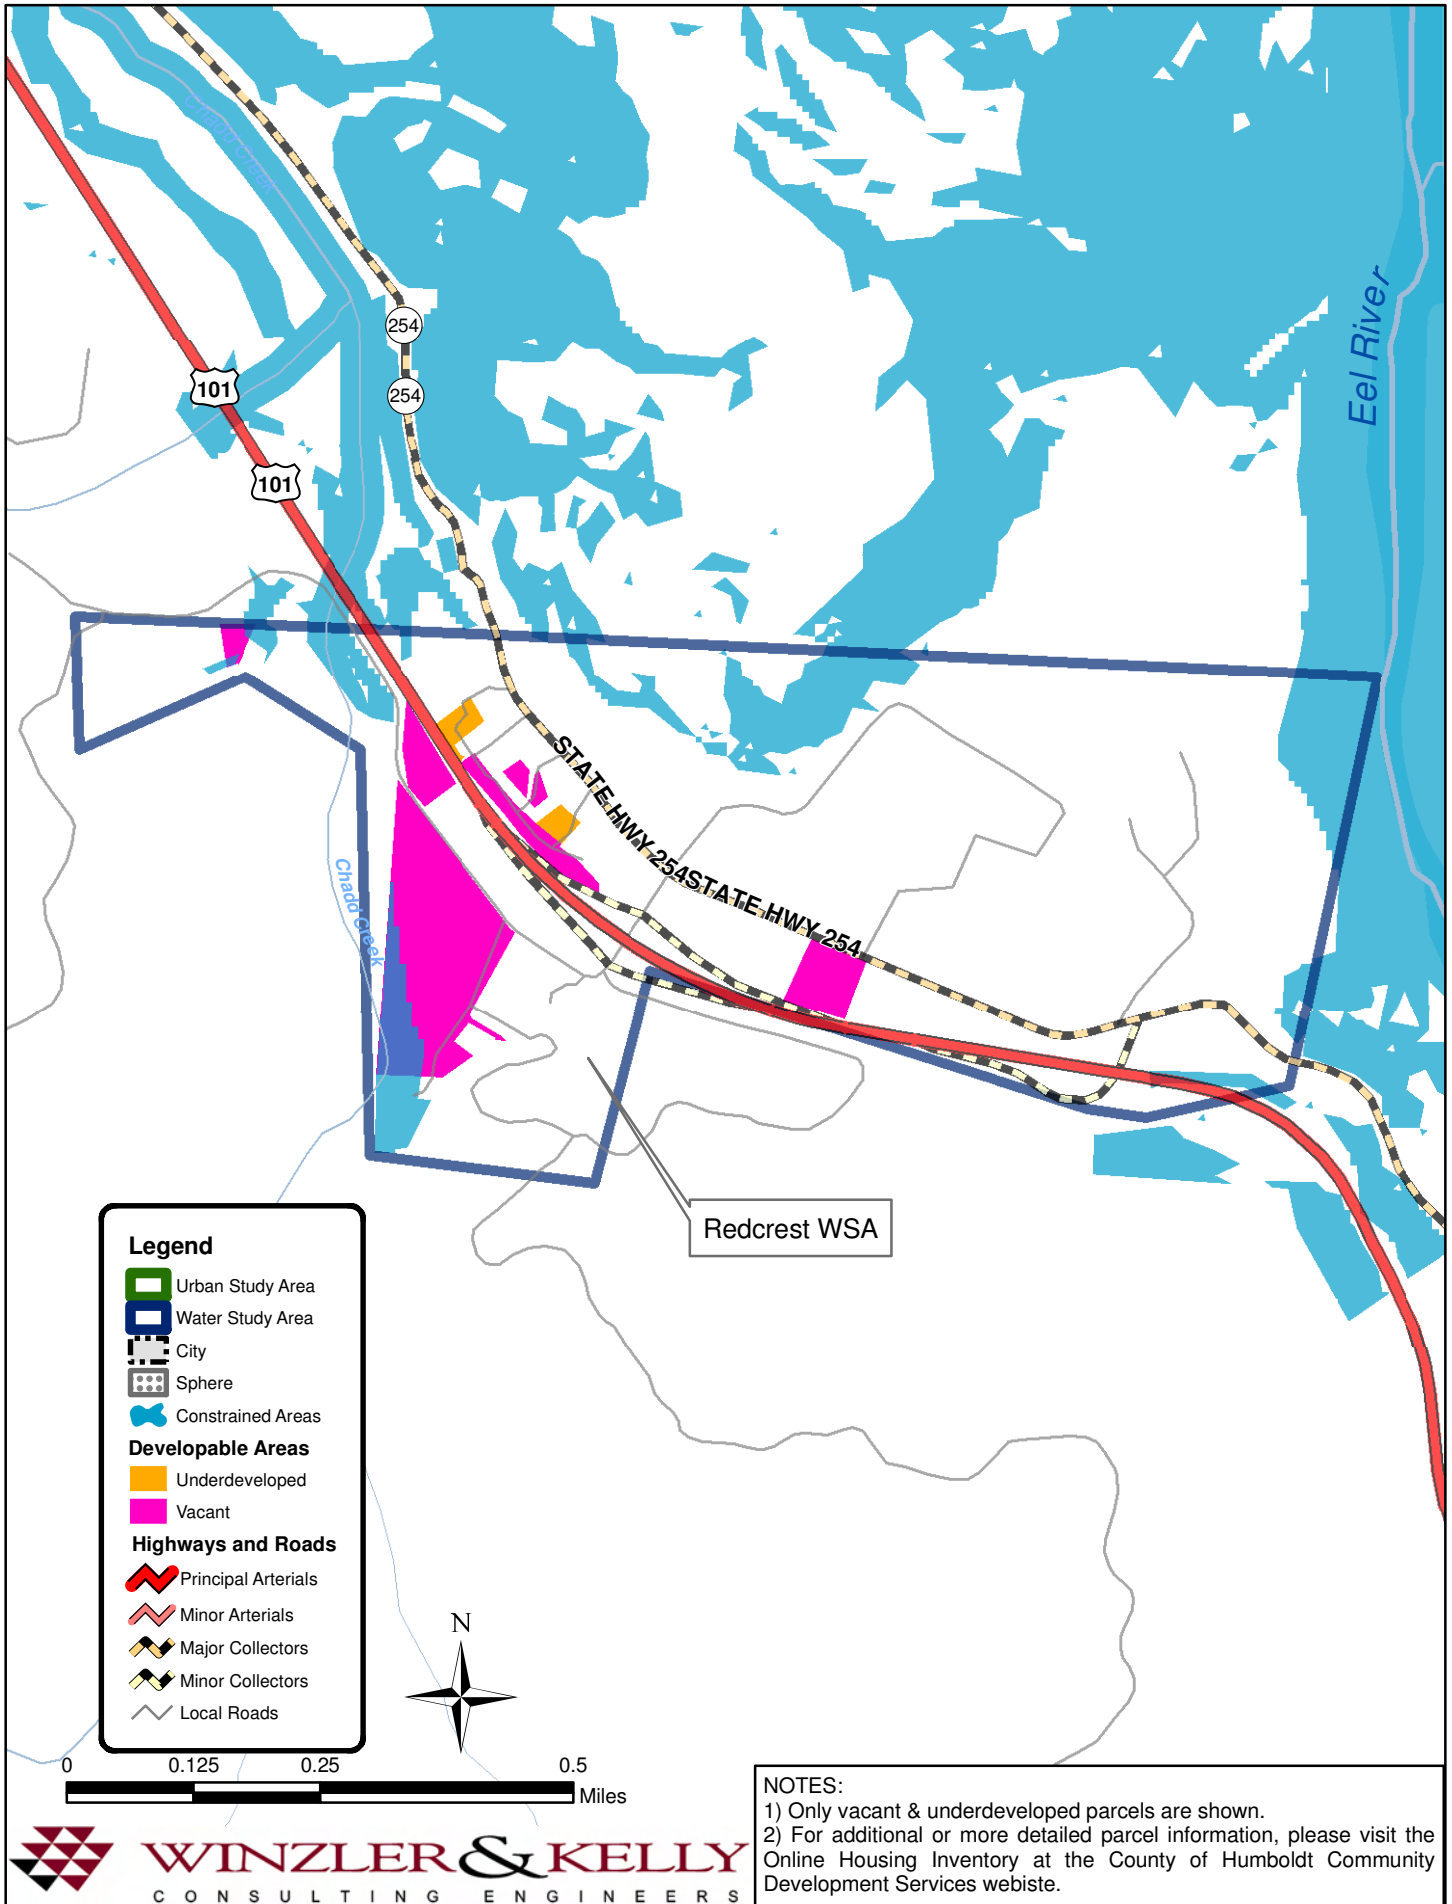 Chadd Creek
254
254
101
101
Eel River
STATE HWY 254
STATE HWY 254
Chadd Creek
Redcrest WSA
Legend
Urban Study Area
Water Study Area
City
Sphere
Constrained Areas
Developable Areas
Underdeveloped
Vacant
Highways and Roads
Principal Arterials
Minor Arterials
Major Collectors
Minor Collectors
Local Roads
N
0 0.125 0.25 0.5
Miles
WINZLER & KELLY
CONSULTING ENGINEERS
NOTES:
1) Only vacant & underdeveloped parcels are shown.
2) For additional or more detailed parcel information, please visit the
Online Housing Inventory at the County of Humboldt Community
Development Services webiste.